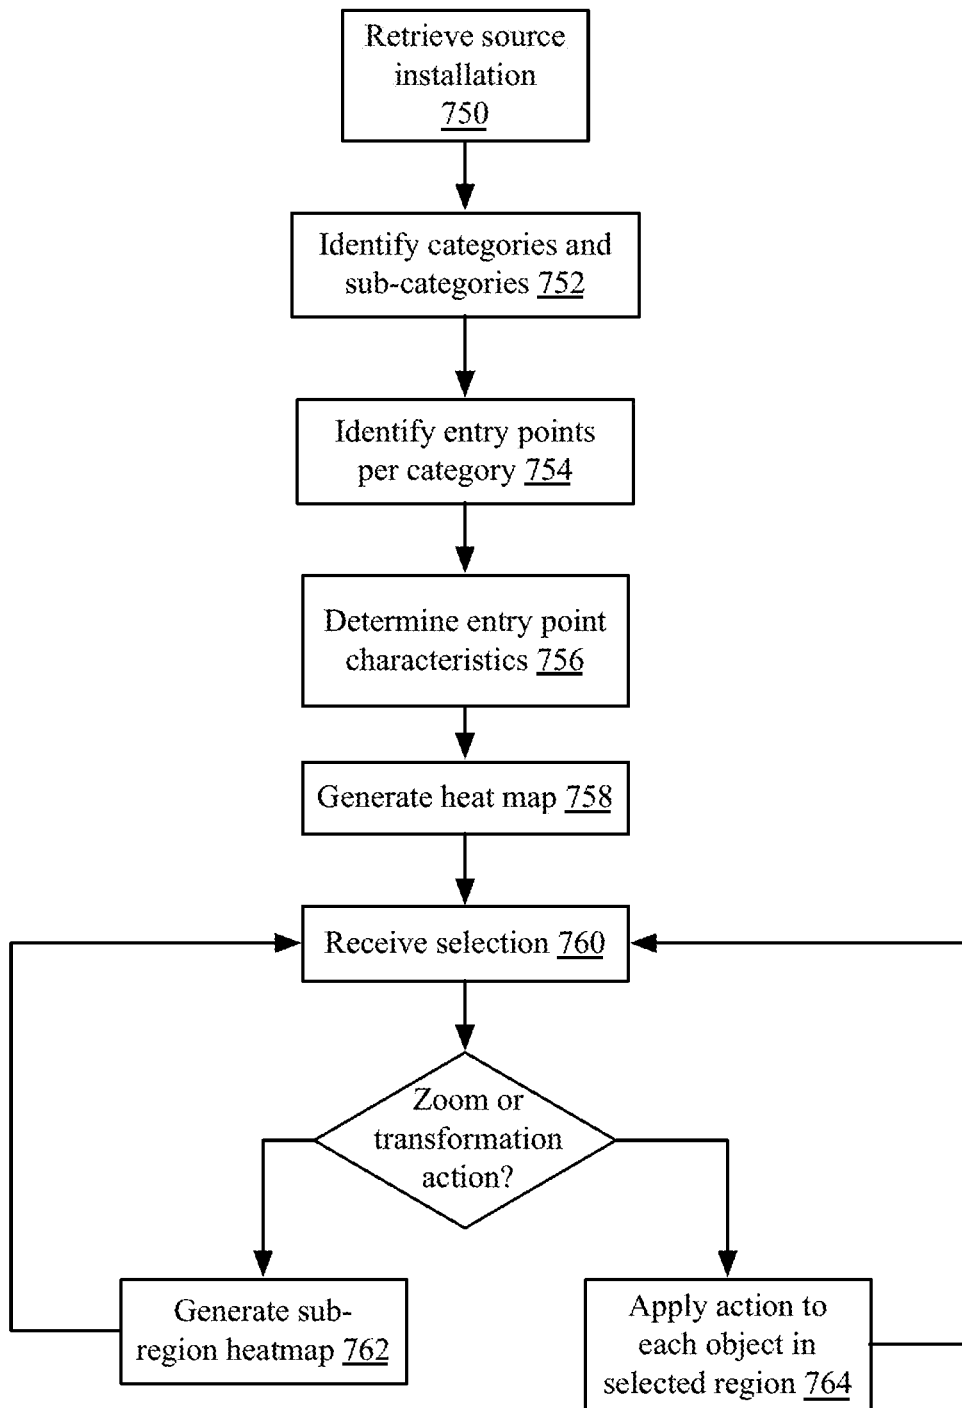 Retrieve source
installation
750
Identify categories and
sub-categories 752
Identify entry points
per category 754
Determine entry point
characteristics 756
Generate heat map 758
Receive selection 760
Zoom or
transformation
action?
Generate sub-
region heatmap 762
Apply action to
each object in
selected region 764